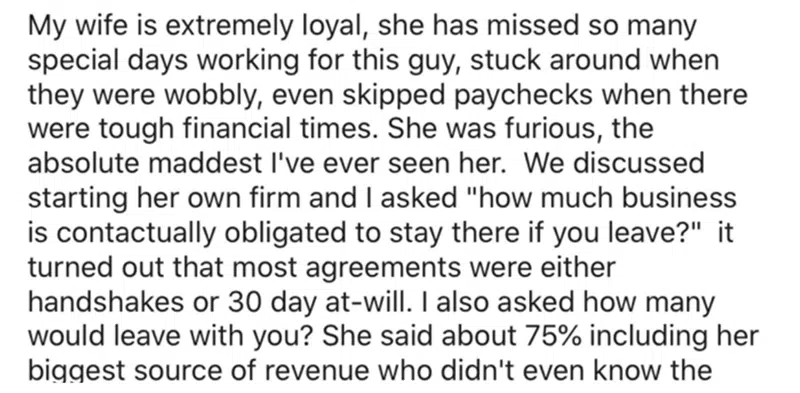 My wife is extremely loyal, she has missed so many
special days working for this guy, stuck around when
they were wobbly, even skipped paychecks when there
were tough financial times. She was furious, the
absolute maddest I've ever seen her.  We discussed
starting her own firm and I asked "how much business
is contactually obligated to stay there if you leave?"  it
turned out that most agreements were either
handshakes or 30 day at-will. I also asked how many
would leave with you? She said about 75% including her
biggest source of revenue who didn't even know the